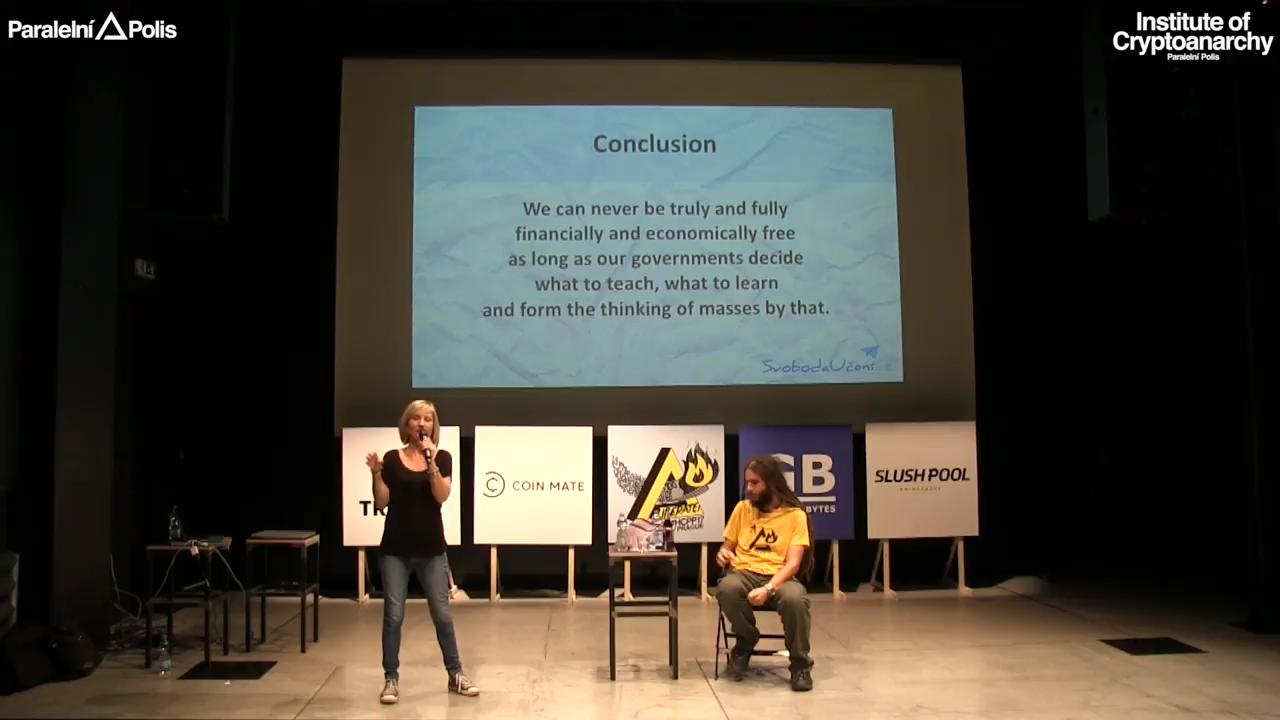 Paralelní Polis
Institute of
Cryptoanarchy
Paralelní Polis
Conclusion
We can never be truly and fully
financially and economically free
as long as our governments decide
what to teach, what to learn
and form the thinking of masses by that.
SvobodaUčení
COIN MATE
GB
BYTES
SLUSH POOL